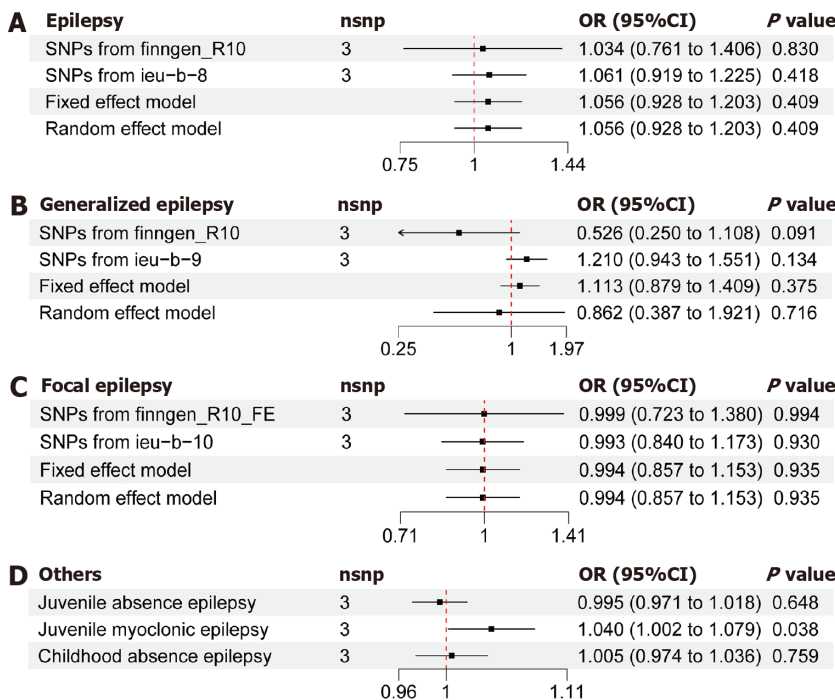 A Epilepsy nsnp OR (95%CI) P value
SNPs from finngen_R10 3 1.034 (0.761 to 1.406) 0.830
SNPs from ieu−b−8 3 1.061 (0.919 to 1.225) 0.418
Fixed effect model 1.056 (0.928 to 1.203) 0.409
Random effect model 1.056 (0.928 to 1.203) 0.409
0.75 1 1.44
B Generalized epilepsy nsnp OR (95%CI) P value
SNPs from finngen_R10 3 0.526 (0.250 to 1.108) 0.091
SNPs from ieu−b−9 3 1.210 (0.943 to 1.551) 0.134
Fixed effect model 1.113 (0.879 to 1.409) 0.375
Random effect model 0.862 (0.387 to 1.921) 0.716
0.25 1 1.97
C Focal epilepsy nsnp OR (95%CI) P value
SNPs from finngen_R10_FE 3 0.999 (0.723 to 1.380) 0.994
SNPs from ieu−b−10 3 0.993 (0.840 to 1.173) 0.930
Fixed effect model 0.994 (0.857 to 1.153) 0.935
Random effect model 0.994 (0.857 to 1.153) 0.935
0.71 1 1.41
D Others nsnp OR (95%CI) P value
Juvenile absence epilepsy 3 0.995 (0.971 to 1.018) 0.648
Juvenile myoclonic epilepsy 3 1.040 (1.002 to 1.079) 0.038
Childhood absence epilepsy 3 1.005 (0.974 to 1.036) 0.759
0.96 1 1.11